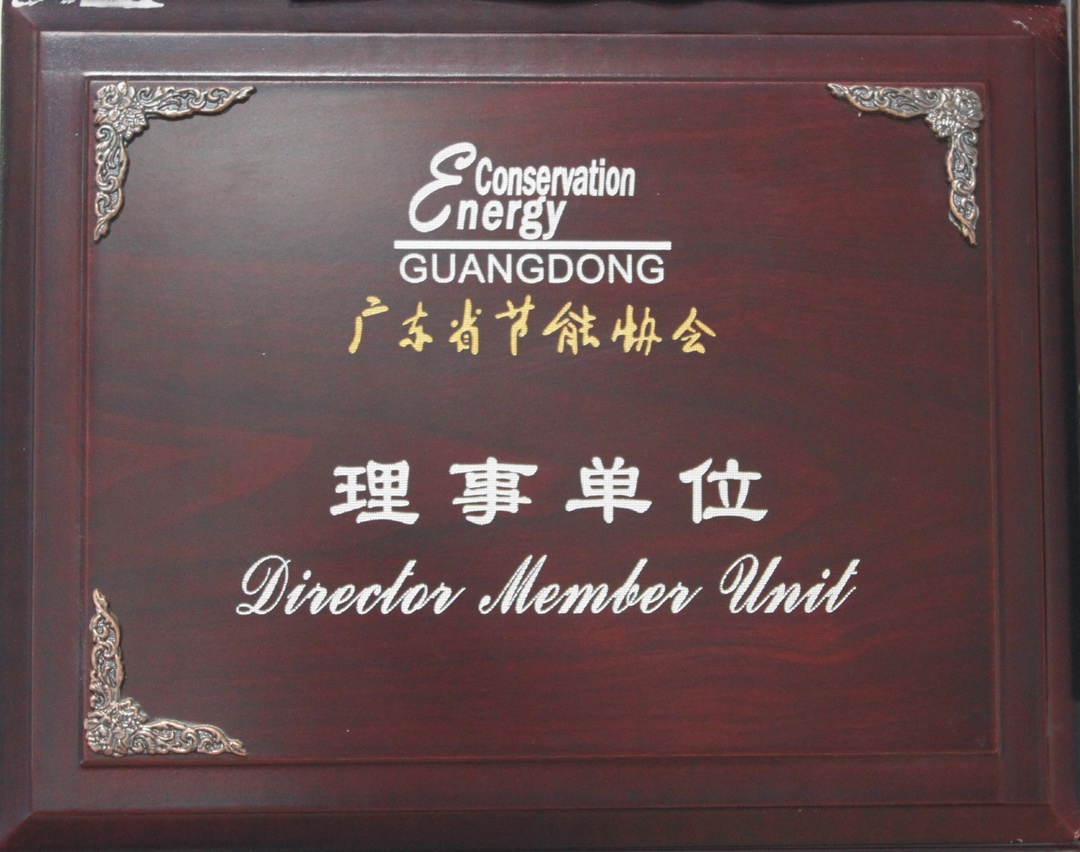 Conservation
Energy
GUANGDONG
广东省节能协会
理事单位
Director Member Unit